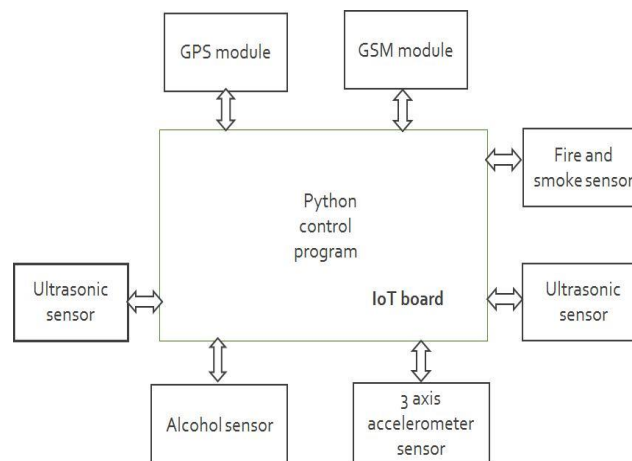 GPS module
GSM module
Fire and
smoke sensor
Python
control
program
IoT board
Ultrasonic
sensor
Ultrasonic
sensor
Alcohol sensor
3 axis
accelerometer
sensor